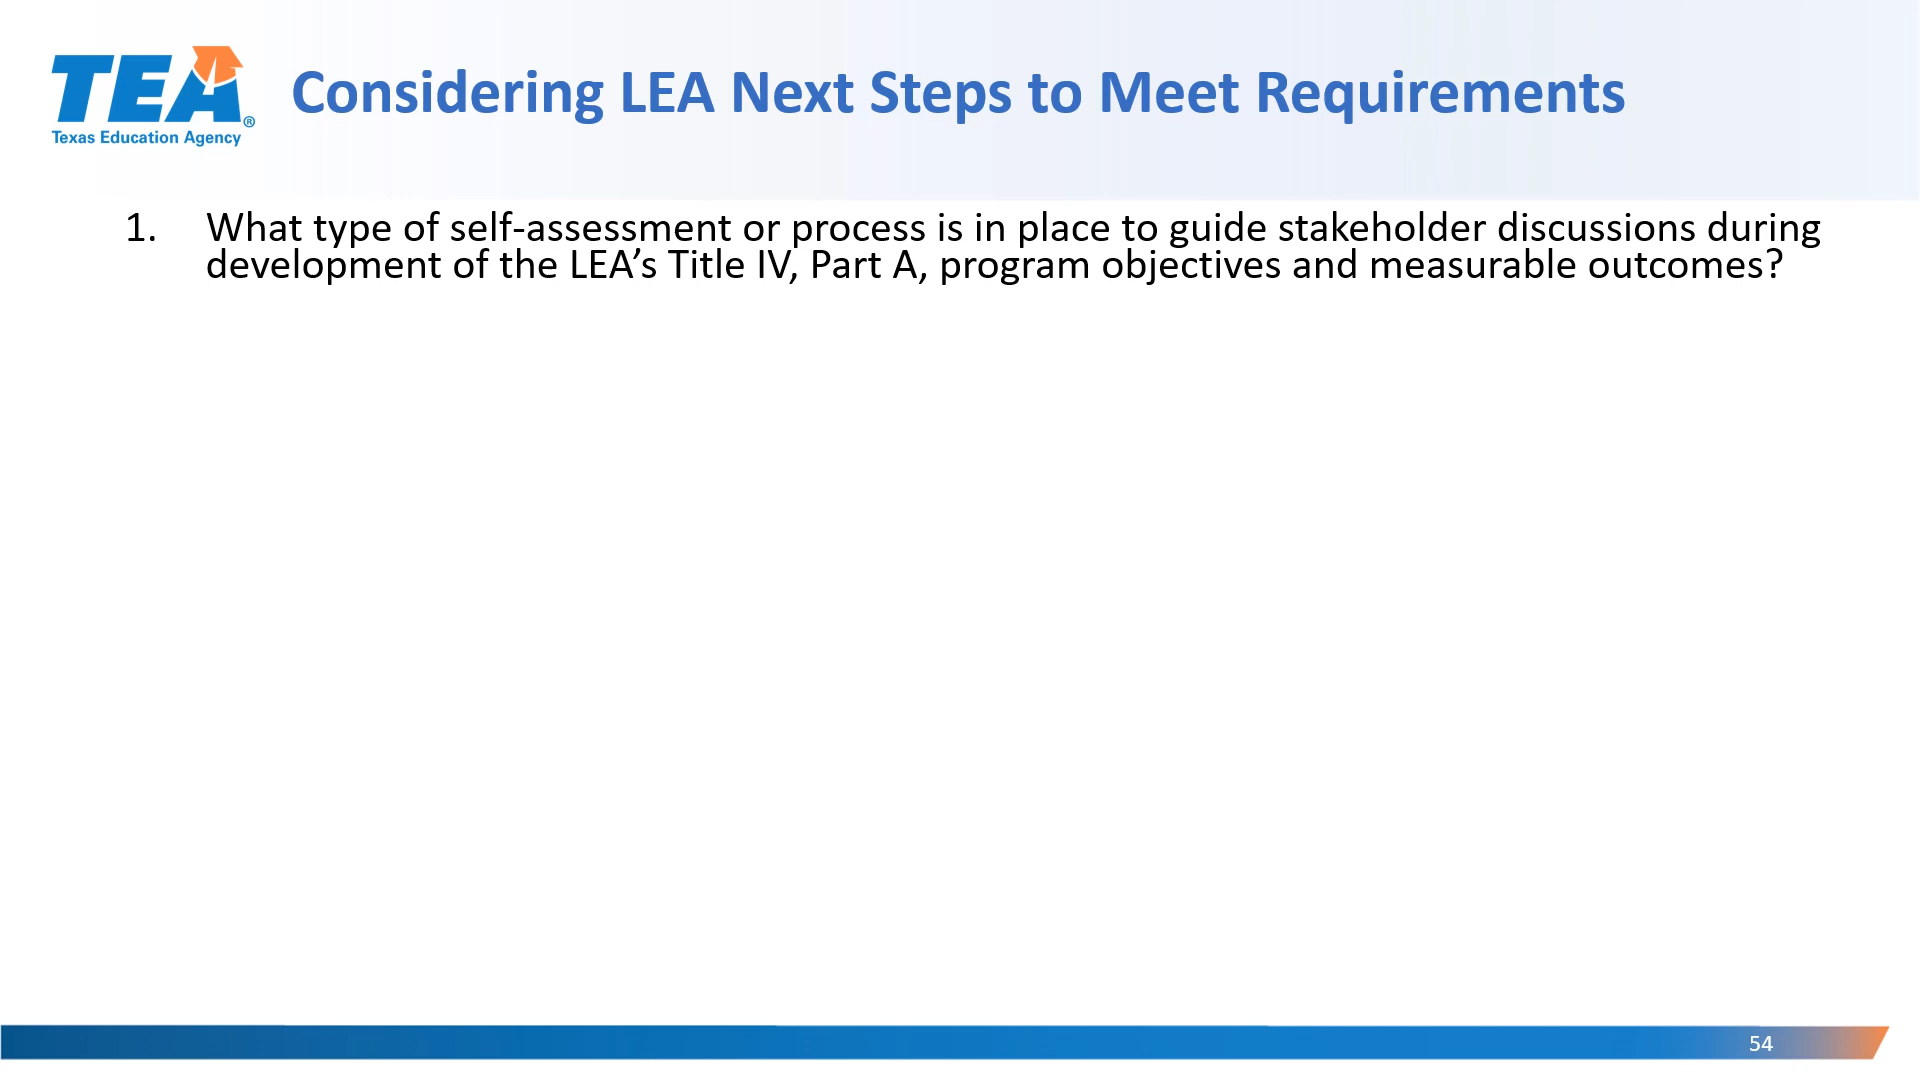 TEA®
Texas Education Agency
Considering LEA Next Steps to Meet Requirements
1. What type of self-assessment or process is in place to guide stakeholder discussions during
development of the LEA’s Title IV, Part A, program objectives and measurable outcomes?
54